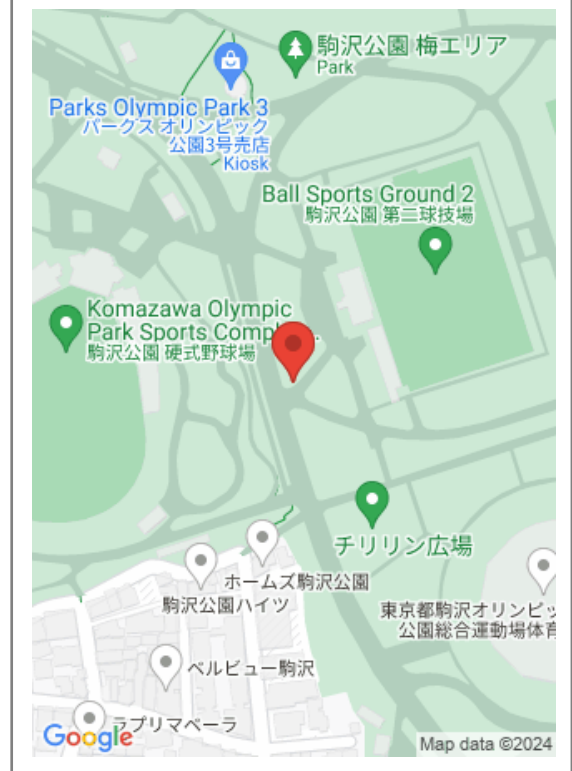 駒沢公園 梅エリア
Park
Parks Olympic Park 3
パークス オリンピック
公園3号売店
Kiosk
Ball Sports Ground 2
駒沢公園 第二球技場
Komazawa Olympic
Park Sports Comp
駒沢公園 硬式野球場
チリリン広場
ホームズ駒沢公園
駒沢公園ハイツ
東京都駒沢オリンピッ
公園総合運動場体育
ベルビュー駒沢
ラプリマベーラ
Google
Map data ©2024